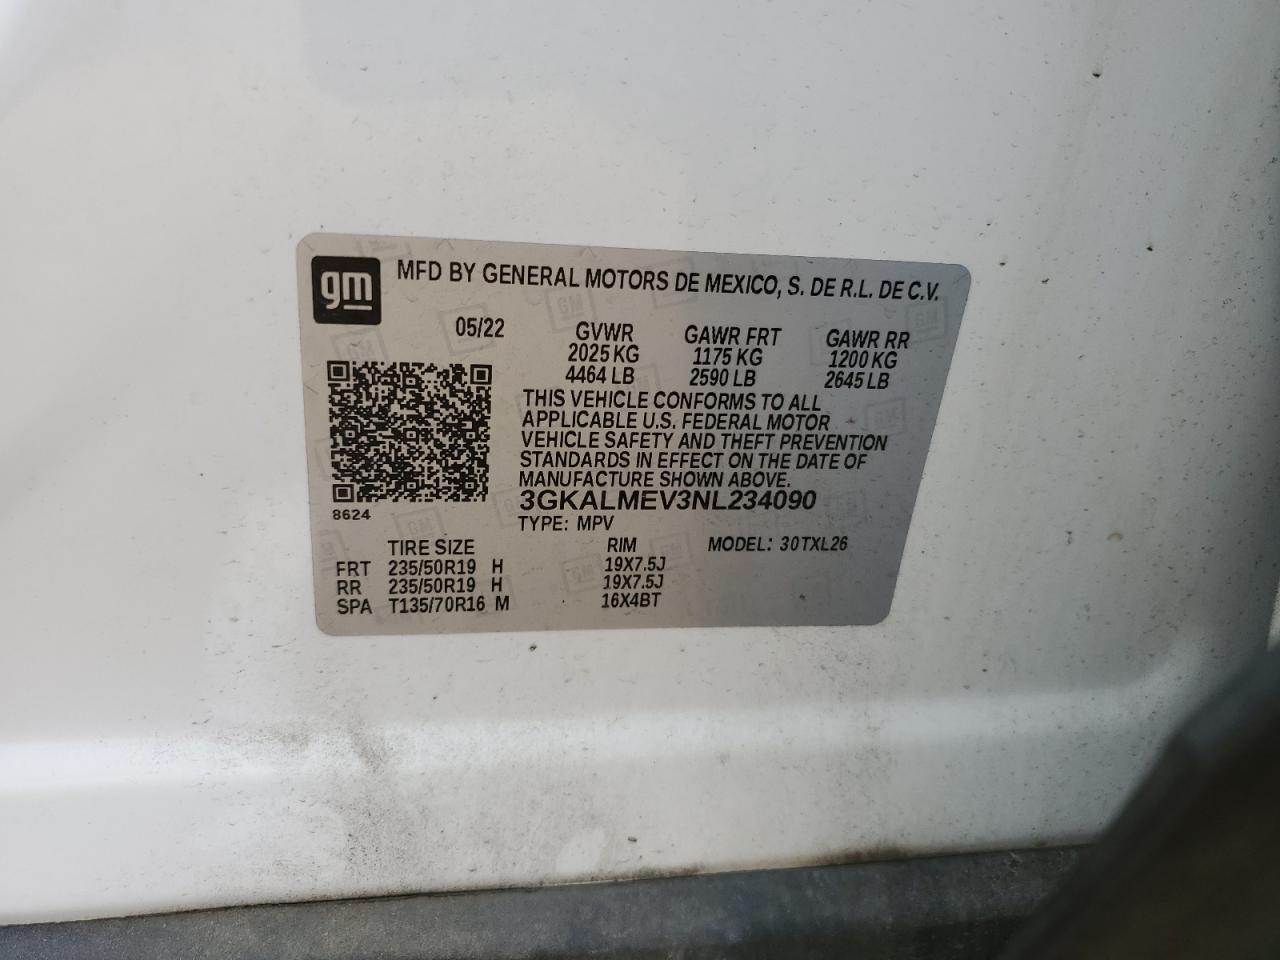 gm
MFD BY GENERAL MOTORS DE MEXICO, S. DE R.L. DE C.V.
05/22 GVWR GAWR FRT GAWR RR
2025 KG 1175 KG 1200 KG
4464 LB 2590 LB 2645 LB
THIS VEHICLE CONFORMS TO ALL
APPLICABLE U.S. FEDERAL MOTOR
VEHICLE SAFETY AND THEFT PREVENTION
STANDARDS IN EFFECT ON THE DATE OF
MANUFACTURE SHOWN ABOVE.
3GKALMEV3NL234090
8624
TYPE: MPV
TIRE SIZE RIM MODEL: 30TXL26
FRT 235/50R19 H 19X7.5J
RR 235/50R19 H 19X7.5J
SPA T135/70R16 M 16X4BT